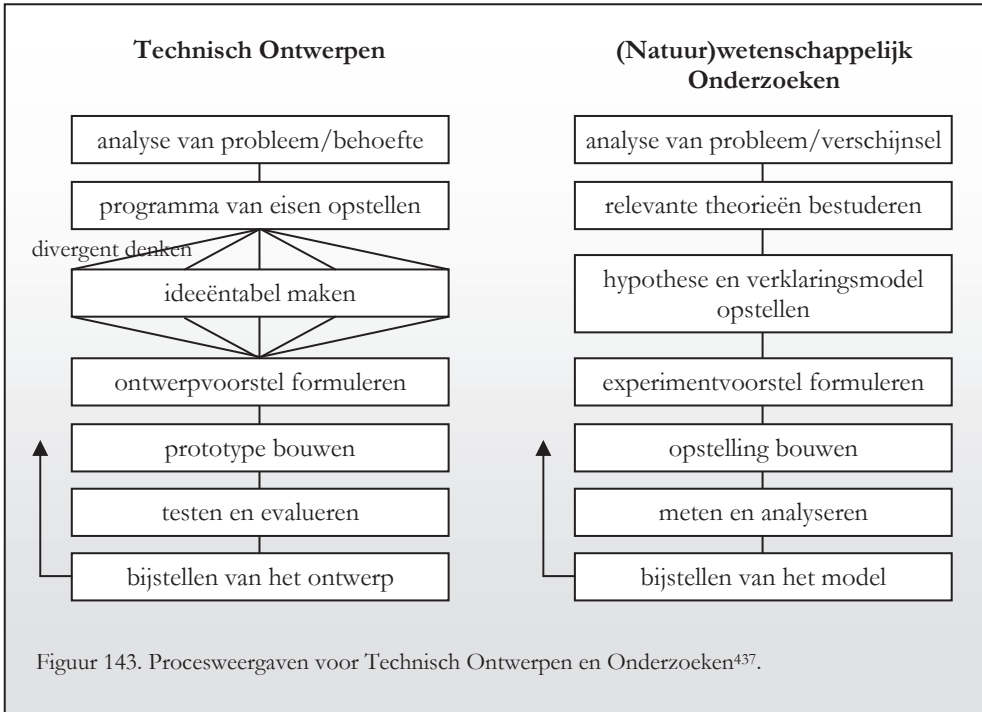 Technisch Ontwerpen
analyse van probleem/behoefte
programma van eisen opstellen
divergent denken
ideeëntabel maken
ontwerpvoorstel formuleren
prototype bouwen
testen en evalueren
bijstellen van het ontwerp
(Natuur)wetenschappelijk
Onderzoeken
analyse van probleem/verschijnsel
relevante theorieën bestuderen
hypothese en verklaringsmodel
opstellen
experimentvoorstel formuleren
opstelling bouwen
meten en analyseren
bijstellen van het model
Figuur 143. Procesweergaven voor Technisch Ontwerpen en Onderzoeken⁴³⁷.